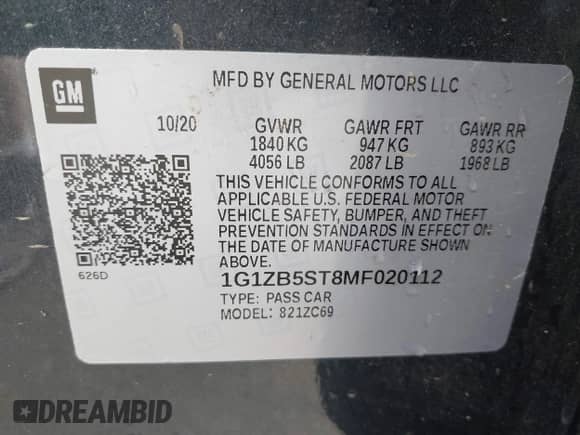 GM
MFD BY GENERAL MOTORS LLC
10/20 GVWR GAWR FRT GAWR RR
1840 KG 947 KG 893 KG
4056 LB 2087 LB 1968 LB
THIS VEHICLE CONFORMS TO ALL
APPLICABLE U.S. FEDERAL MOTOR
VEHICLE SAFETY, BUMPER, AND THEFT
PREVENTION STANDARDS IN EFFECT ON
THE DATE OF MANUFACTURE SHOWN
ABOVE.
626D
1G1ZB5ST8MF020112
TYPE: PASS CAR
MODEL: 821ZC69
DREAMBID